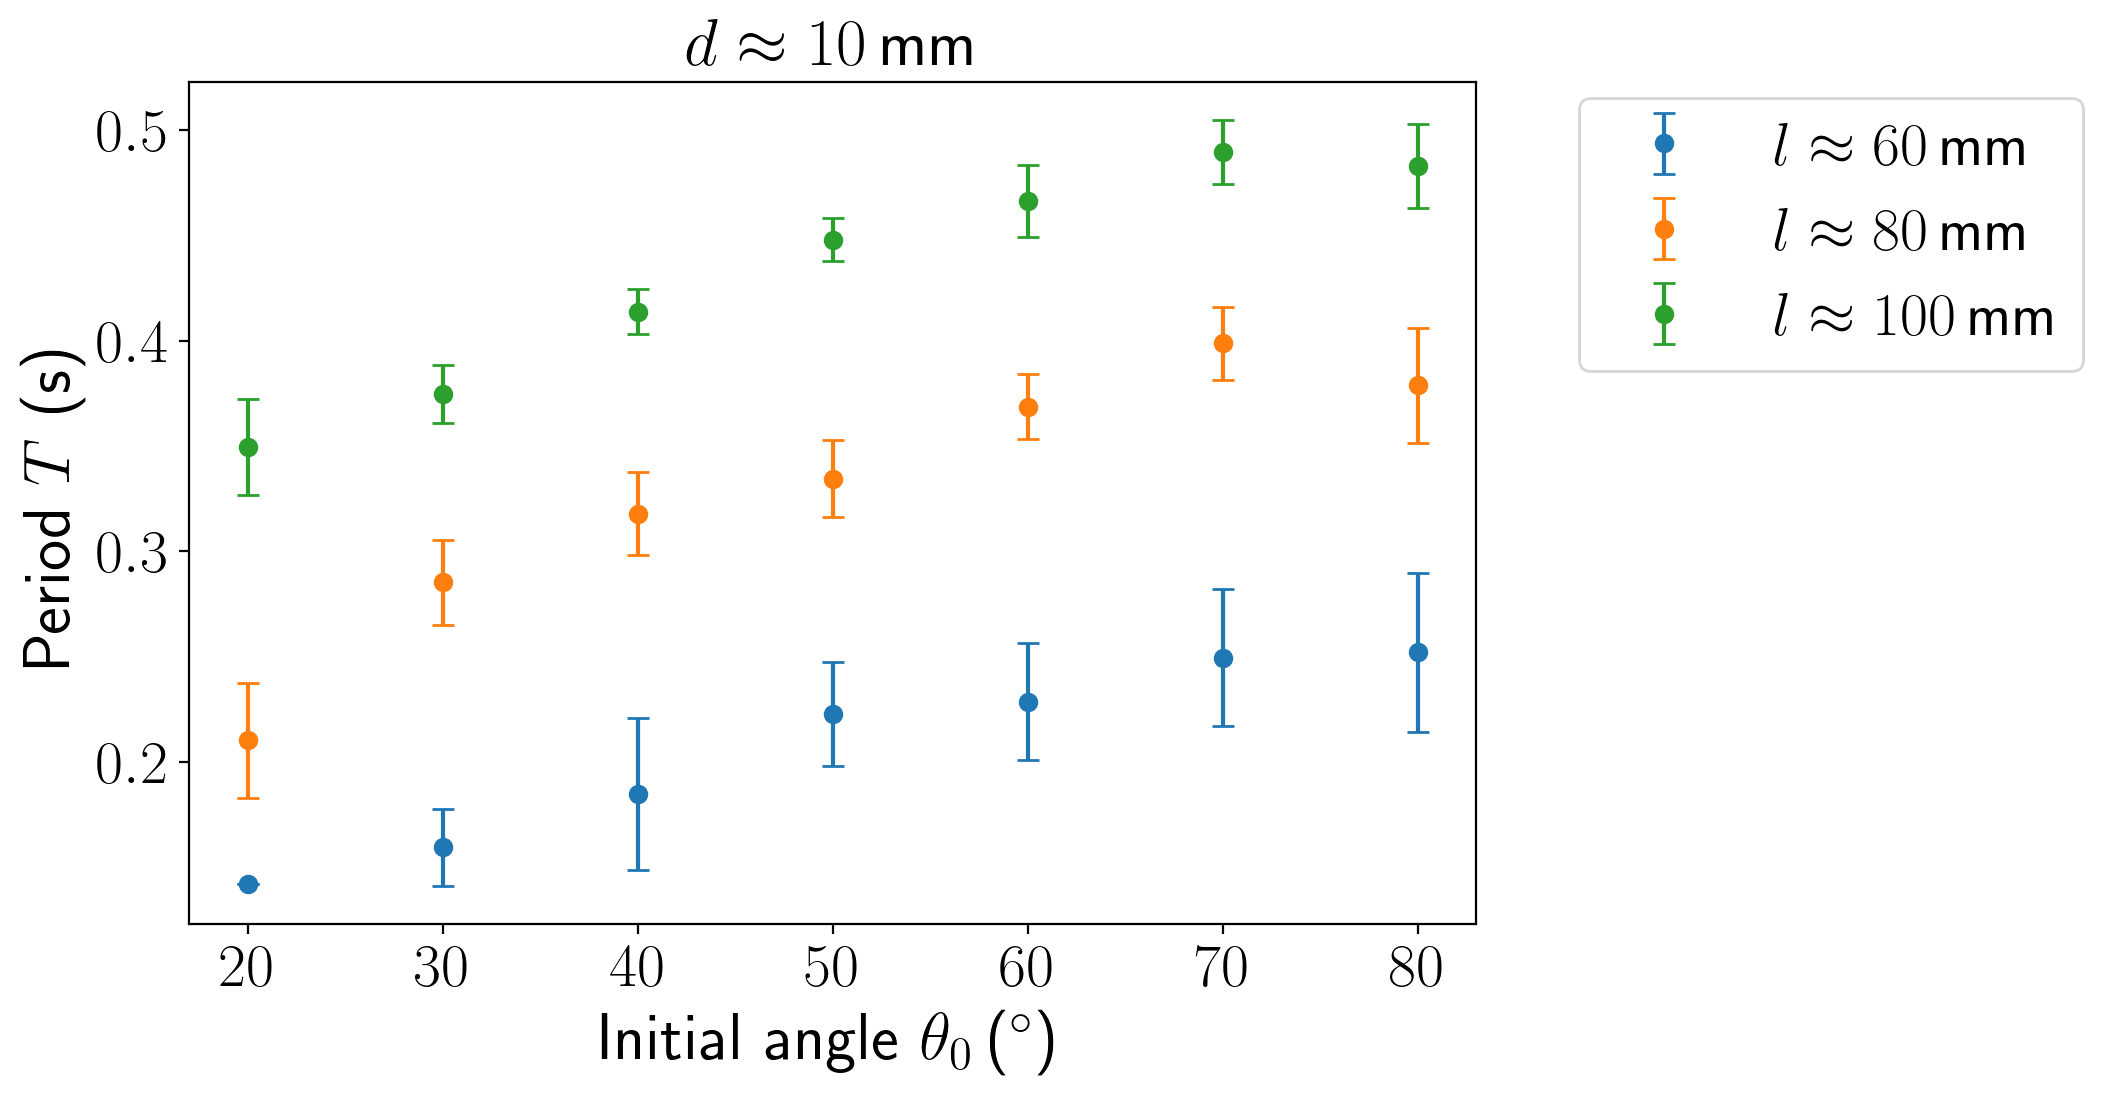 d ≈ 10 mm
0.5
0.4
0.3
0.2
Period T (s)
20 30 40 50 60 70 80
Initial angle θ₀ (°)
l ≈ 60 mm
l ≈ 80 mm
l ≈ 100 mm